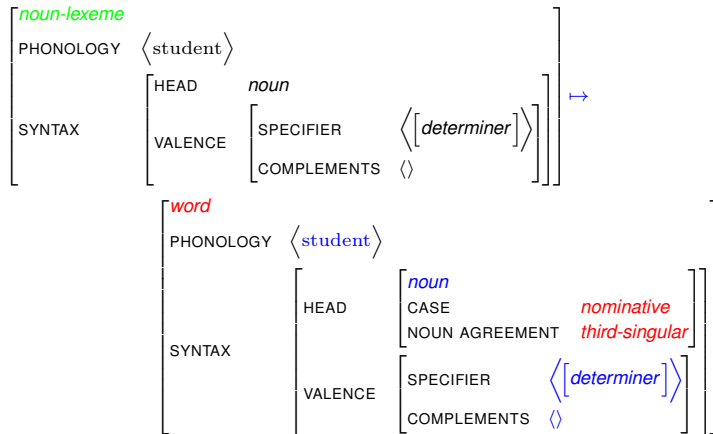 noun-lexeme
PHONOLOGY ⟨student⟩
HEAD noun
SYNTAX VALENCE SPECIFIER ⟨[determiner]⟩ ↦
COMPLEMENTS ⟨⟩
word
PHONOLOGY ⟨student⟩
noun
HEAD CASE nominative
NOUN AGREEMENT third-singular
SYNTAX
SPECIFIER ⟨[determiner]⟩
VALENCE
COMPLEMENTS ⟨⟩